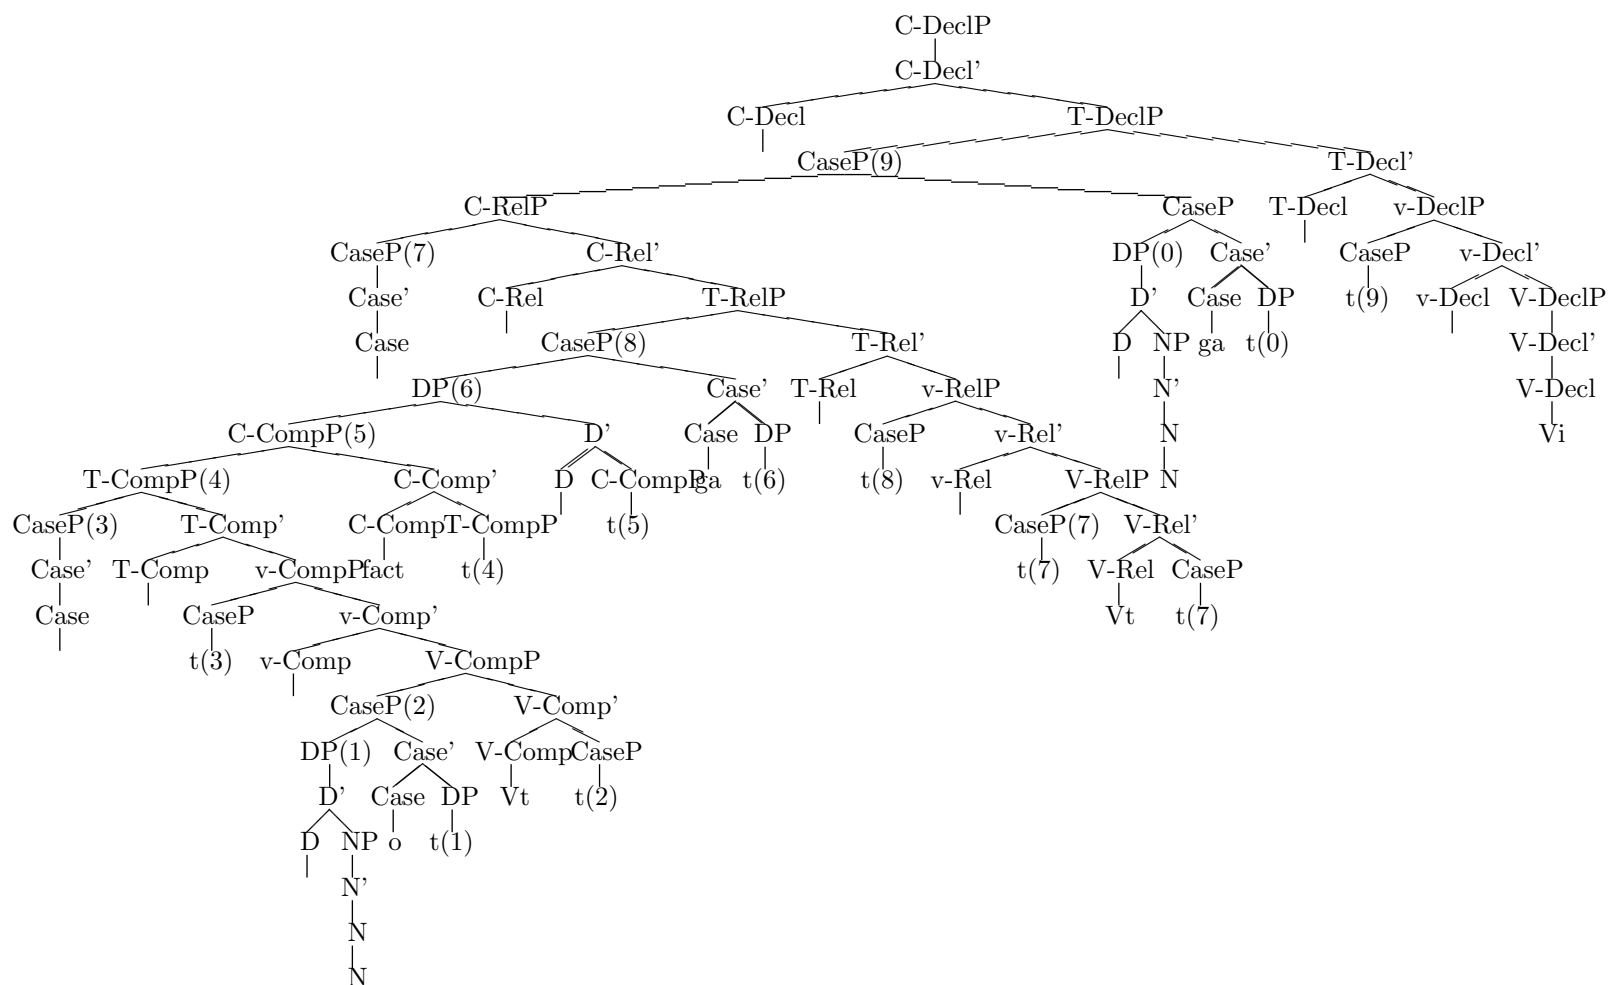 C-DeclP
C-Decl'
C-Decl T-DeclP
CaseP(9) T-Decl'
C-RelP CaseP T-Decl v-DeclP
CaseP(7) C-Rel' DP(0) Case' CaseP v-Decl'
Case' C-Rel T-RelP D' Case DP t(9) v-Decl V-DeclP
Case CaseP(8) T-Rel' D NP ga t(0) V-Decl'
DP(6) Case' T-Rel v-RelP N' V-Decl
C-CompP(5) D' Case DP CaseP v-Rel' N Vi
T-CompP(4) C-Comp' D C-CompP ga t(6) t(8) v-Rel V-RelP N
CaseP(3) T-Comp' C-Comp T-CompP t(5) CaseP(7) V-Rel'
Case' T-Comp v-CompP fact t(4) t(7) V-Rel CaseP
Case CaseP v-Comp' Vt t(7)
t(3) v-Comp V-CompP
CaseP(2) V-Comp'
DP(1) Case' V-Comp CaseP
D' Case DP Vt t(2)
D NP o t(1)
N'
N
N